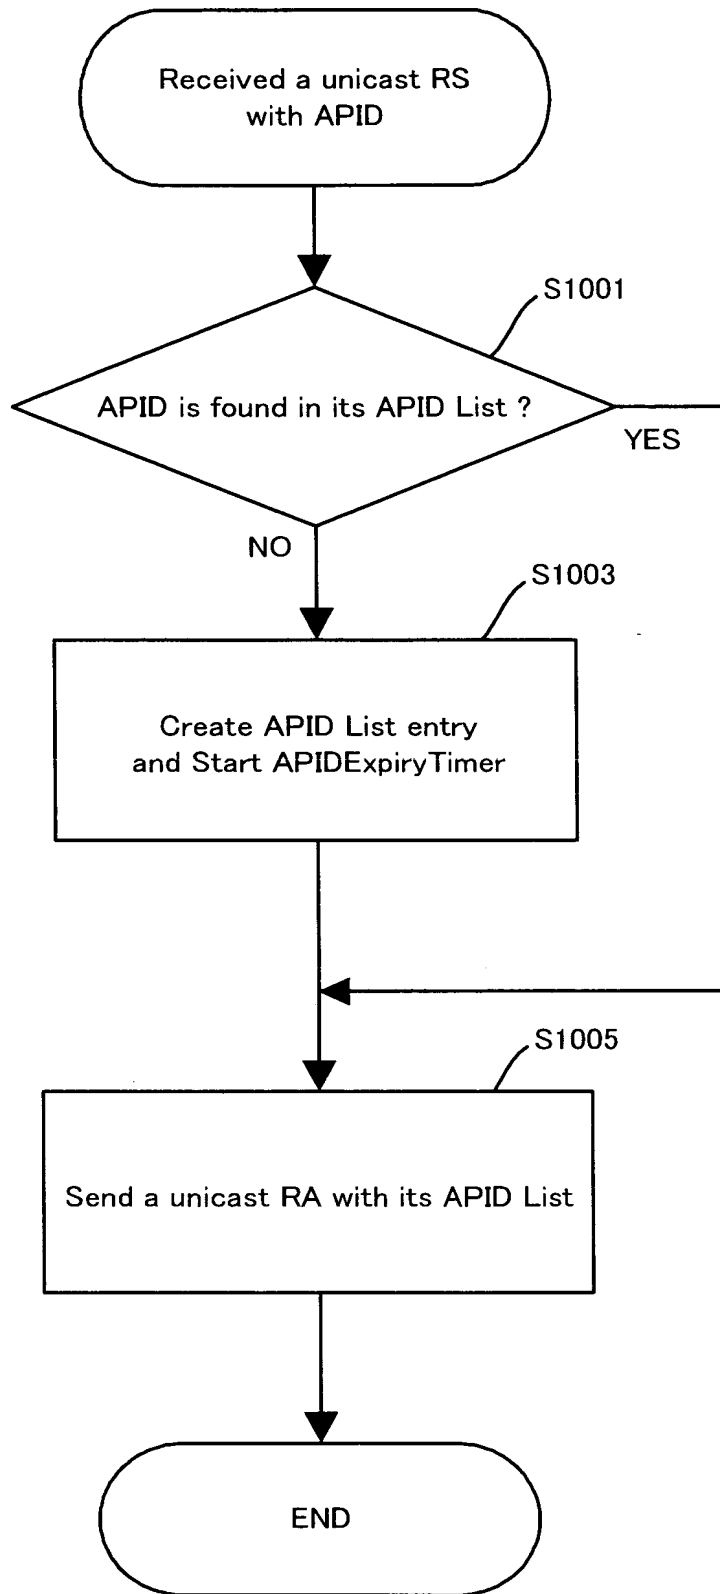 Received a unicast RS
with APID
S1001
APID is found in its APID List ?
YES
NO
S1003
Create APID List entry
and Start APIDExpiryTimer
S1005
Send a unicast RA with its APID List
END